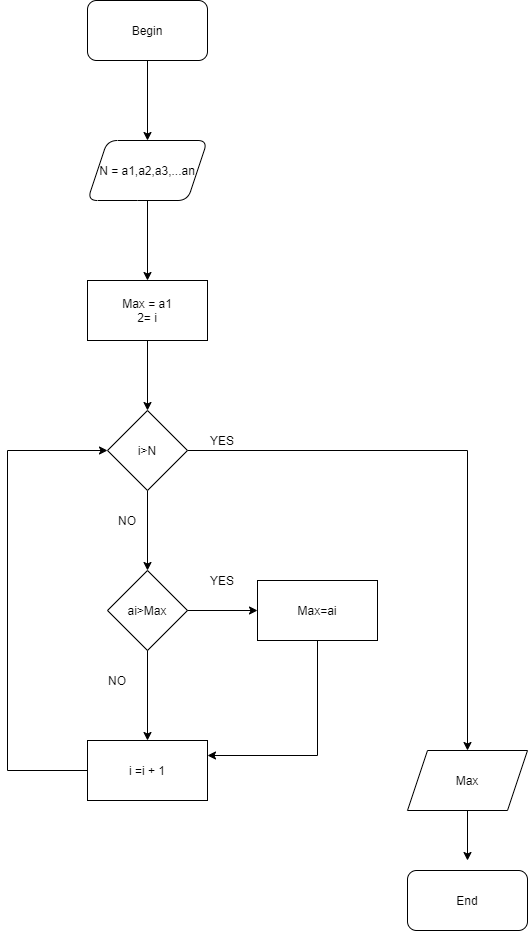 Begin
N = a1,a2,a3,...an
Max = a1
2= i
i>N
YES
NO
ai>Max
YES
Max=ai
NO
i =i + 1
Max
End